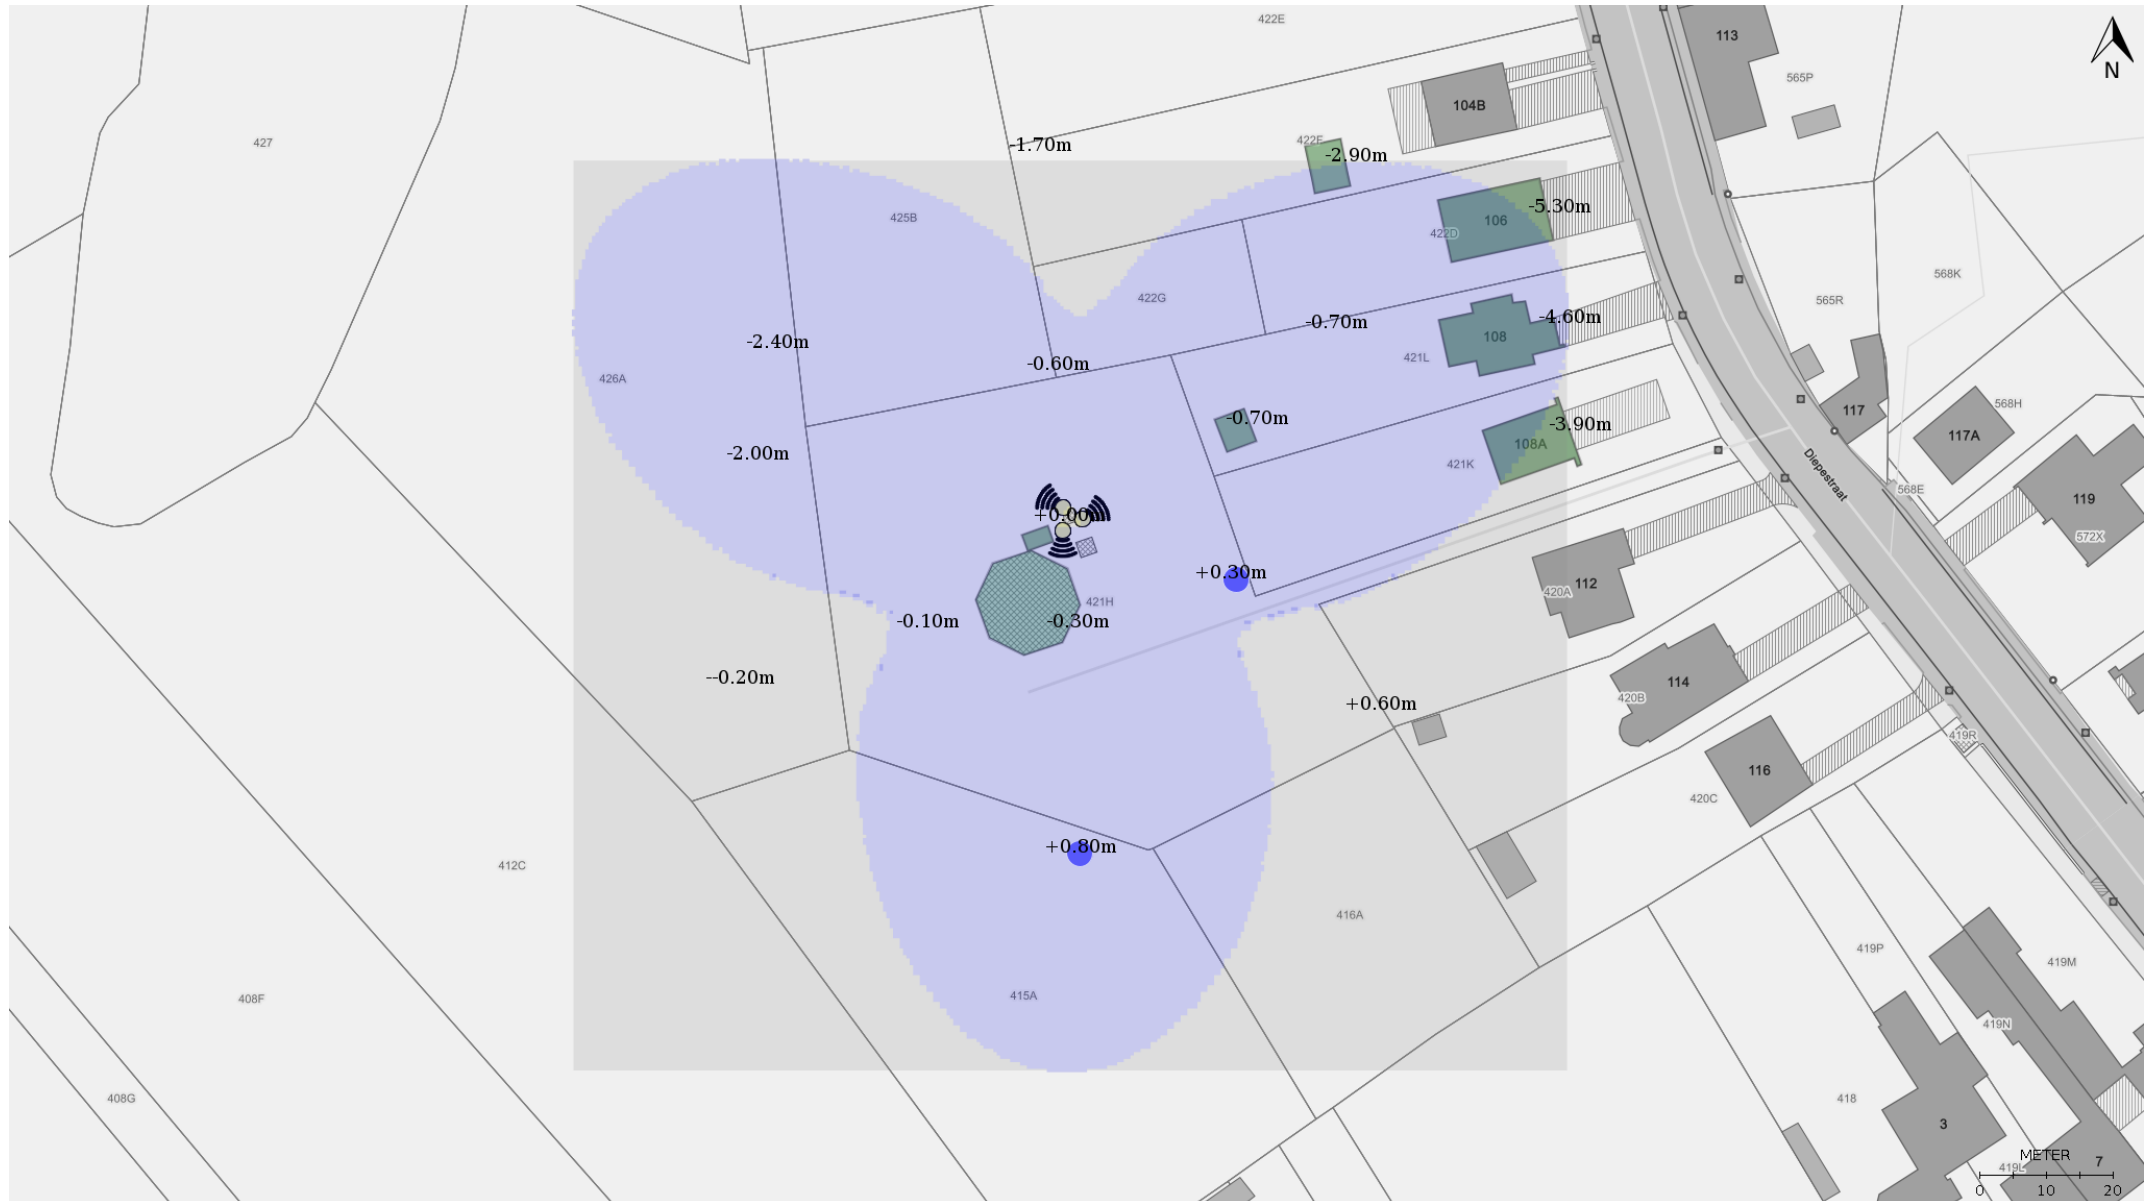 422E
113
N
565P
104B
427
422F
-1.70m
-2.90m
-5.30m
425B
106
422D
568K
422G
565R
-4.60m
-0.70m
108
-2.40m
421L
-0.60m
426A
568H
117
-0.70m
-3.90m
117A
108A
-2.00m
421K
Diepestraat
568E
119
+0.00m
572X
+0.30m
112
420A
421H
-0.10m
-0.30m
--0.20m
114
420B
+0.60m
419R
116
420C
+0.80m
412C
416A
419P
419M
415A
408F
419N
408G
418
3
METER
7
419L
0 10 20